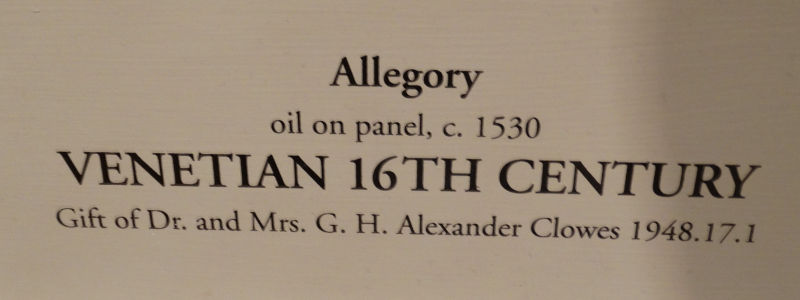 Allegory
oil on panel, c. 1530
VENETIAN 16TH CENTURY
Gift of Dr. and Mrs. G. H. Alexander Clowes 1948.17.1